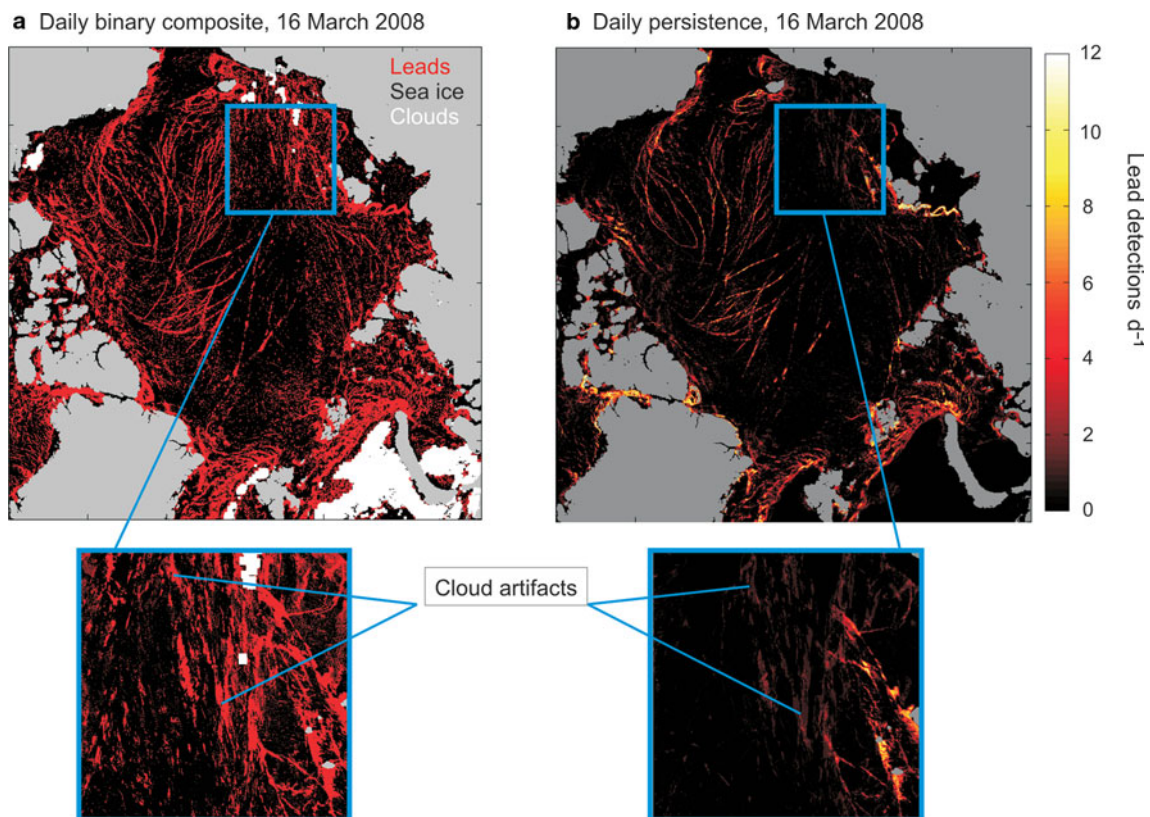 a Daily binary composite, 16 March 2008
Leads
Sea ice
Clouds
b Daily persistence, 16 March 2008
12
10
8
6
4
2
0
Lead detections d⁻¹
Cloud artifacts